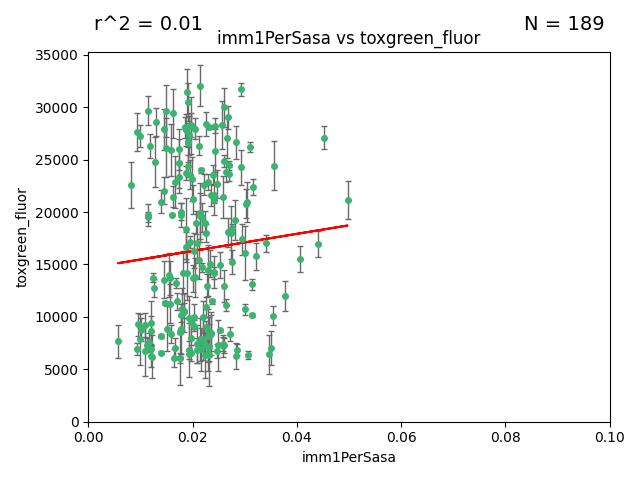 r^2 = 0.01
N = 189
imm1PerSasa vs toxgreen_fluor
35000
30000
25000
20000
15000
10000
5000
0
toxgreen_fluor
0.00 0.02 0.04 0.06 0.08 0.10
imm1PerSasa